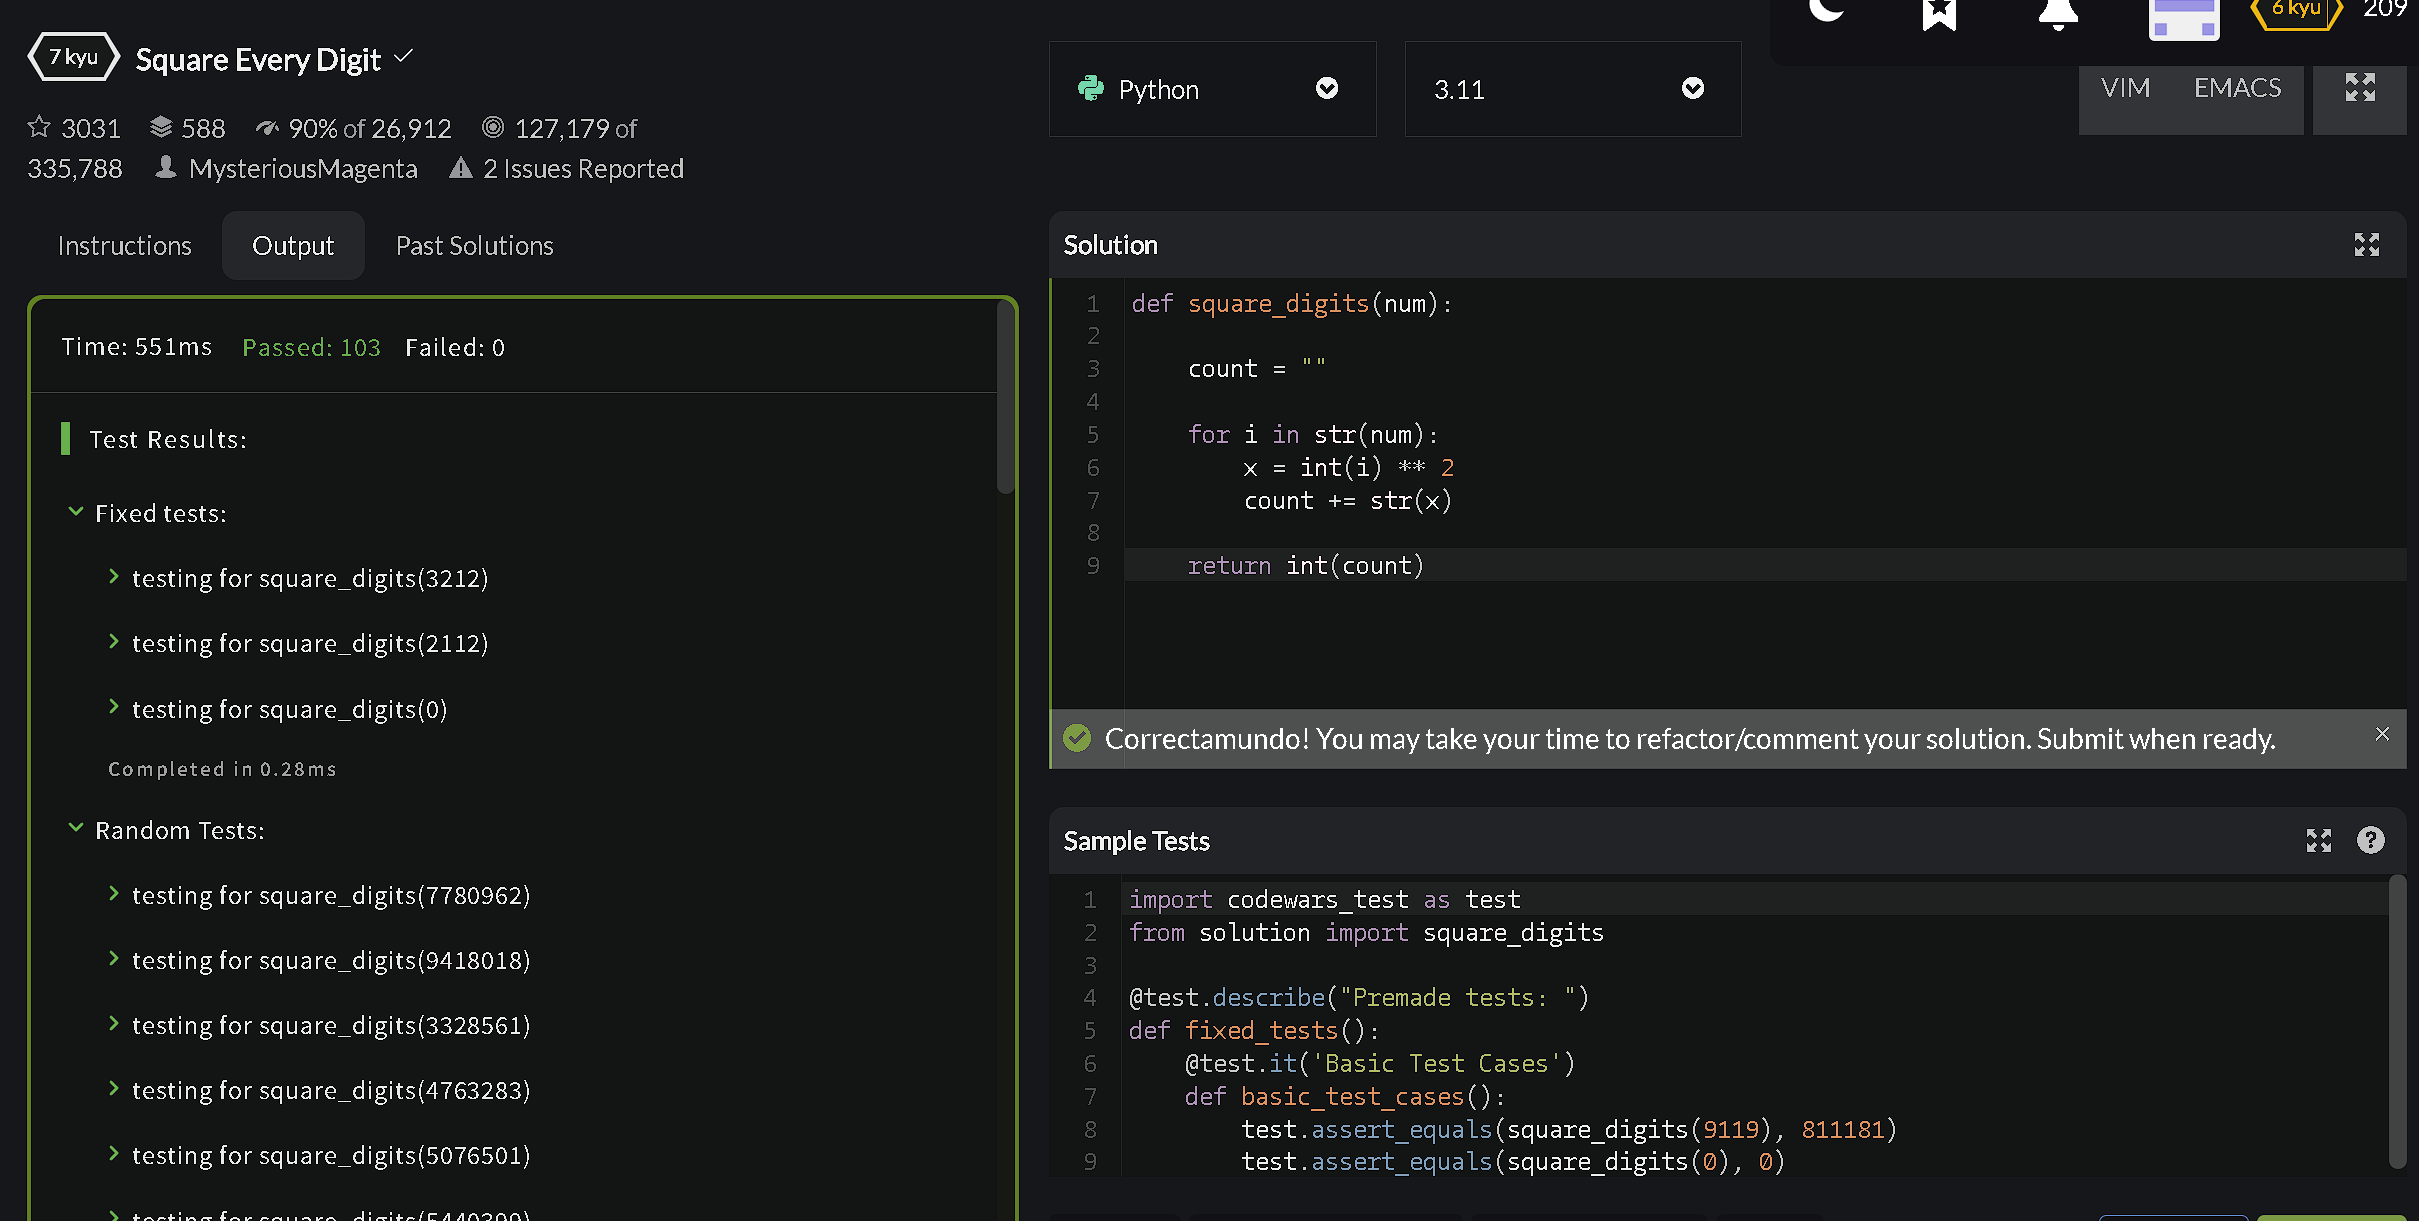 7 kyu Square Every Digit
3031 588 90% of 26,912 127,179 of
335,788 MysteriousMagenta 2 Issues Reported
Instructions Output Past Solutions
Time: 551ms Passed: 103 Failed: 0
Test Results:
Fixed tests:
testing for square_digits(3212)
testing for square_digits(2112)
testing for square_digits(0)
Completed in 0.28ms
Random Tests:
testing for square_digits(7780962)
testing for square_digits(9418018)
testing for square_digits(3328561)
testing for square_digits(4763283)
testing for square_digits(5076501)
testing for square_digits(5440399)
6 kyu 209
Python 3.11 VIM EMACS
Solution
1 def square_digits(num):
2
3 count = ""
4
5 for i in str(num):
6 x = int(i) ** 2
7 count += str(x)
8
9 return int(count)
Correctamundo! You may take your time to refactor/comment your solution. Submit when ready.
Sample Tests
1 import codewars_test as test
2 from solution import square_digits
3
4 @test.describe("Premade tests: ")
5 def fixed_tests():
6 @test.it('Basic Test Cases')
7 def basic_test_cases():
8 test.assert_equals(square_digits(9119), 811181)
9 test.assert_equals(square_digits(0), 0)